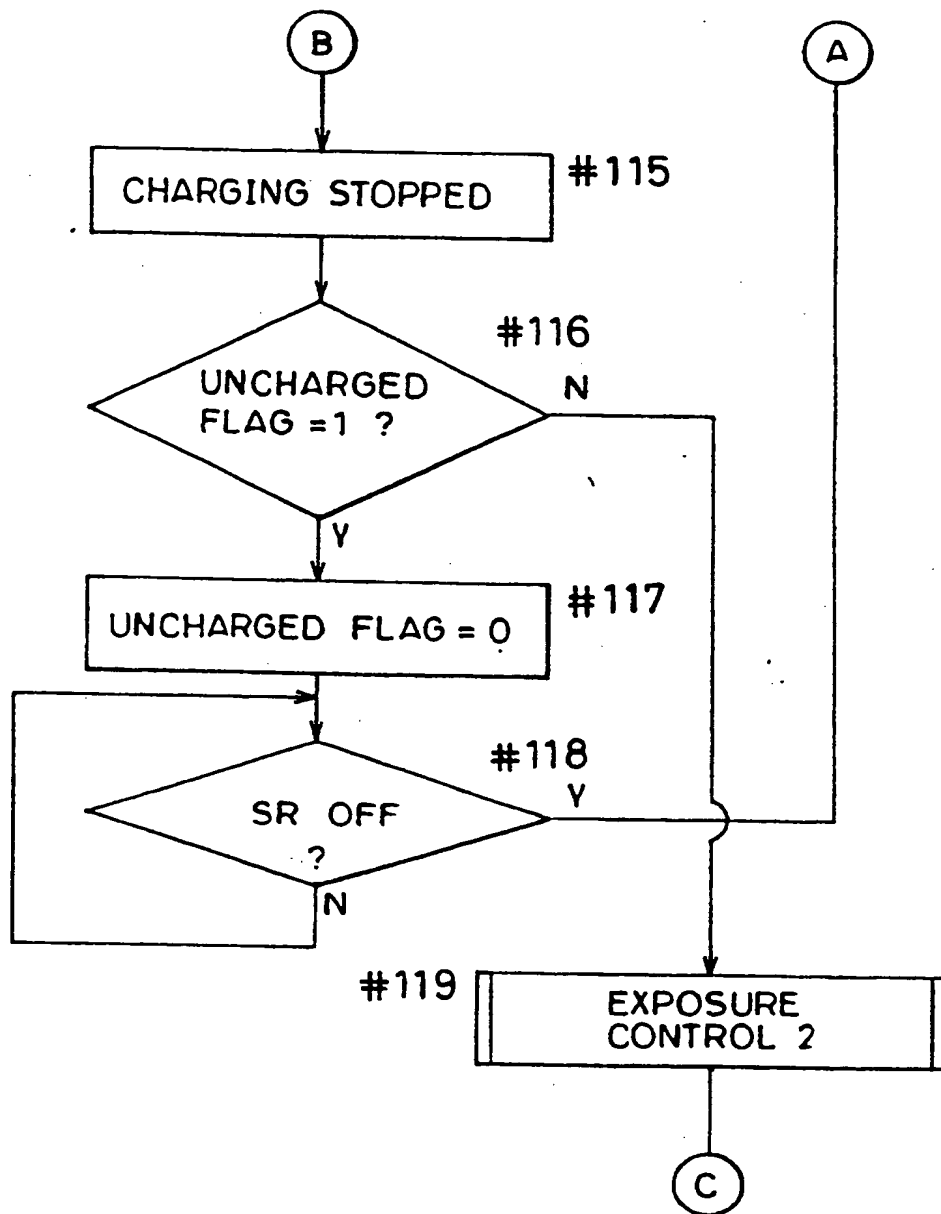 B
A
CHARGING STOPPED
#115
#116
UNCHARGED
FLAG = 1 ?
N
Y
UNCHARGED FLAG = 0
#117
#118
SR OFF
?
Y
N
#119
EXPOSURE
CONTROL 2
C